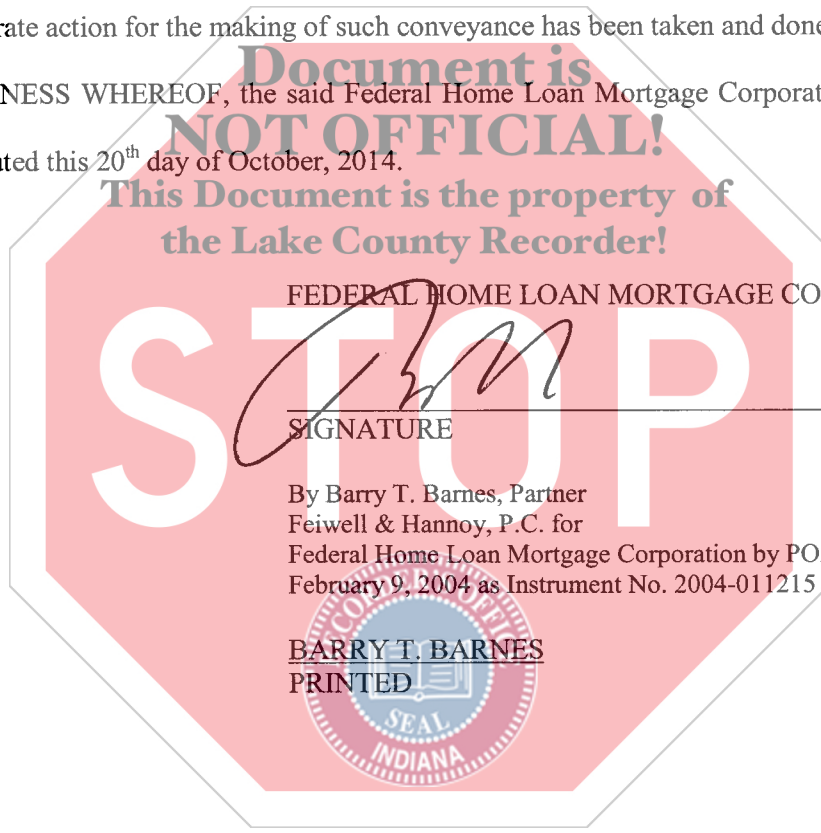 rate action for the making of such conveyance has been taken and done
Document is
NESS WHEREOF, the said Federal Home Loan Mortgage Corporat
NOT OFFICIAL!
ted this 20th day of October, 2014.
This Document is the property of
the Lake County Recorder!
FEDERAL HOME LOAN MORTGAGE CO
STOP
SIGNATURE
By Barry T. Barnes, Partner
Feiwell & Hannoy, P.C. for
Federal Home Loan Mortgage Corporation by PO
February 9, 2004 as Instrument No. 2004-011215
RECORDER'S OFFICE
BARRY T. BARNES
PRINTED
SEAL
INDIANA